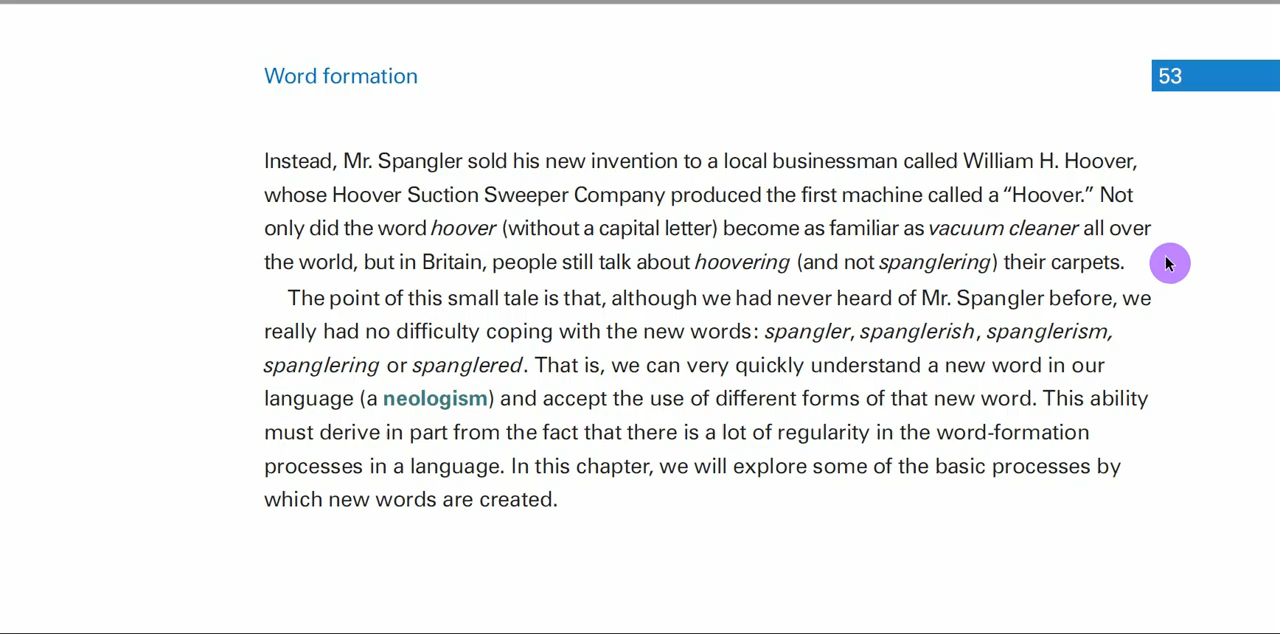 Word formation
53
Instead, Mr. Spangler sold his new invention to a local businessman called William H. Hoover,
whose Hoover Suction Sweeper Company produced the first machine called a “Hoover.” Not
only did the word hoover (without a capital letter) become as familiar as vacuum cleaner all over
the world, but in Britain, people still talk about hoovering (and not spanglering) their carpets.
The point of this small tale is that, although we had never heard of Mr. Spangler before, we
really had no difficulty coping with the new words: spangler, spanglerish, spanglerism,
spanglering or spanglered. That is, we can very quickly understand a new word in our
language (a neologism) and accept the use of different forms of that new word. This ability
must derive in part from the fact that there is a lot of regularity in the word-formation
processes in a language. In this chapter, we will explore some of the basic processes by
which new words are created.